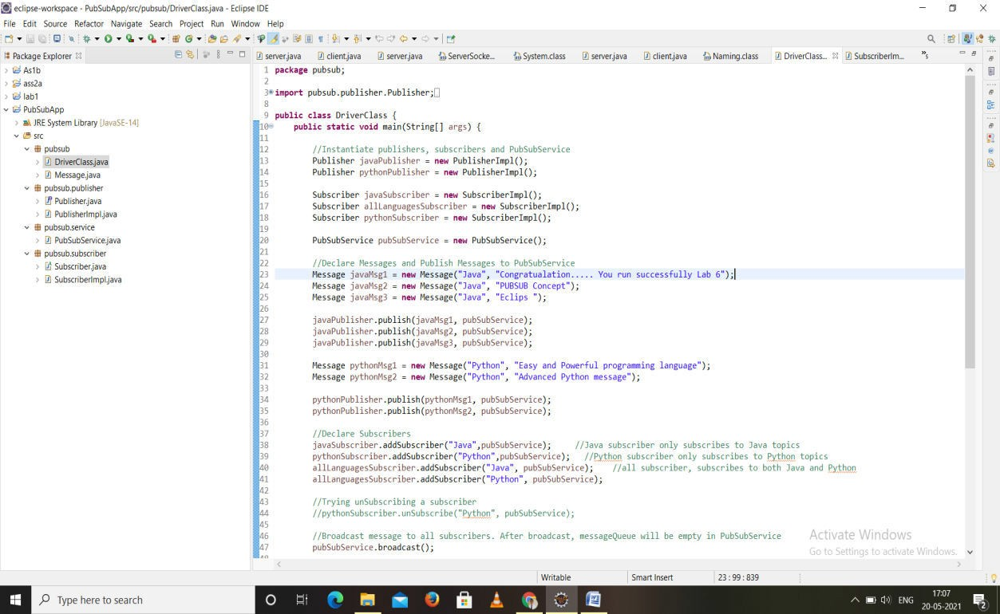 eclipse-workspace - PubSubApp/src/pubsub/DriverClass.java - Eclipse IDE
File Edit Source Refactor Navigate Search Project Run Window Help
Package Explorer
server.java client.java server.java ServerSocke... System.class server.java client.java Naming.class DriverClass... SubscriberIm... »5
As1b
ass2a
lab1
PubSubApp
JRE System Library [JavaSE-14]
src
pubsub
DriverClass.java
Message.java
pubsub.publisher
Publisher.java
PublisherImpl.java
pubsub.service
PubSubService.java
pubsub.subscriber
Subscriber.java
SubscriberImpl.java
1 package pubsub;
2
3 import pubsub.publisher.Publisher;
8
9 public class DriverClass {
10 public static void main(String[] args) {
11
12 //Instantiate publishers, subscribers and PubSubService
13 Publisher javaPublisher = new PublisherImpl();
14 Publisher pythonPublisher = new PublisherImpl();
15
16 Subscriber javaSubscriber = new SubscriberImpl();
17 Subscriber allLanguagesSubscriber = new SubscriberImpl();
18 Subscriber pythonSubscriber = new SubscriberImpl();
19
20 PubSubService pubSubService = new PubSubService();
21
22 //Declare Messages and Publish Messages to PubSubService
23 Message javaMsg1 = new Message("Java", "Congratualation..... You run successfully Lab 6");
24 Message javaMsg2 = new Message("Java", "PUBSUB Concept");
25 Message javaMsg3 = new Message("Java", "Eclips ");
26
27 javaPublisher.publish(javaMsg1, pubSubService);
28 javaPublisher.publish(javaMsg2, pubSubService);
29 javaPublisher.publish(javaMsg3, pubSubService);
30
31 Message pythonMsg1 = new Message("Python", "Easy and Powerful programming language");
32 Message pythonMsg2 = new Message("Python", "Advanced Python message");
33
34 pythonPublisher.publish(pythonMsg1, pubSubService);
35 pythonPublisher.publish(pythonMsg2, pubSubService);
36
37 //Declare Subscribers
38 javaSubscriber.addSubscriber("Java",pubSubService); //Java subscriber only subscribes to Java topics
39 pythonSubscriber.addSubscriber("Python",pubSubService); //Python subscriber only subscribes to Python topics
40 allLanguagesSubscriber.addSubscriber("Java", pubSubService); //all subscriber, subscribes to both Java and Python
41 allLanguagesSubscriber.addSubscriber("Python", pubSubService);
42
43 //Trying unSubscribing a subscriber
44 //pythonSubscriber.unSubscribe("Python", pubSubService);
45
46 //Broadcast message to all subscribers. After broadcast, messageQueue will be empty in PubSubService
47 pubSubService.broadcast();
Activate Windows
Go to Settings to activate Windows.
Writable Smart Insert 23 : 99 : 839
Type here to search
ENG 17:07
20-05-2021
2